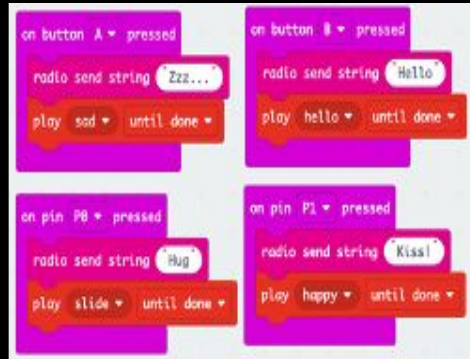 on button A pressed
radio send string "Zzz..."
play sad until done
on button B pressed
radio send string "Hello"
play hello until done
on pin P0 pressed
radio send string "Hug"
play slide until done
on pin P1 pressed
radio send string "Kiss!"
play happy until done